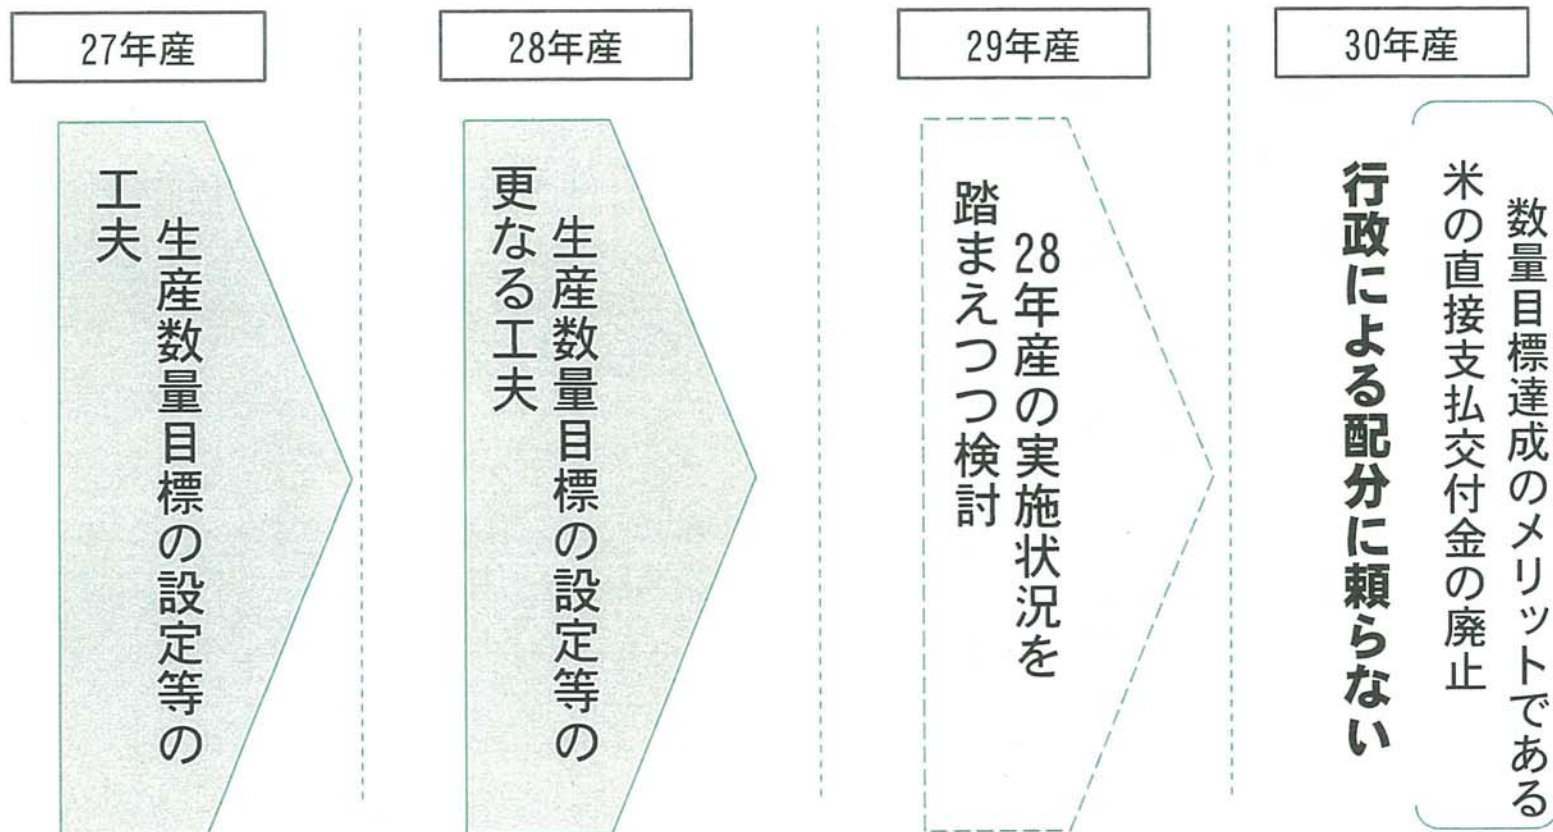 27年産
生産数量目標の設定等の
工夫
28年産
生産数量目標の設定等の
更なる工夫
29年産
28年産の実施状況を
踏まえつつ検討
30年産
数量目標達成のメリットである
米の直接支払交付金の廃止
行政による配分に頼らない